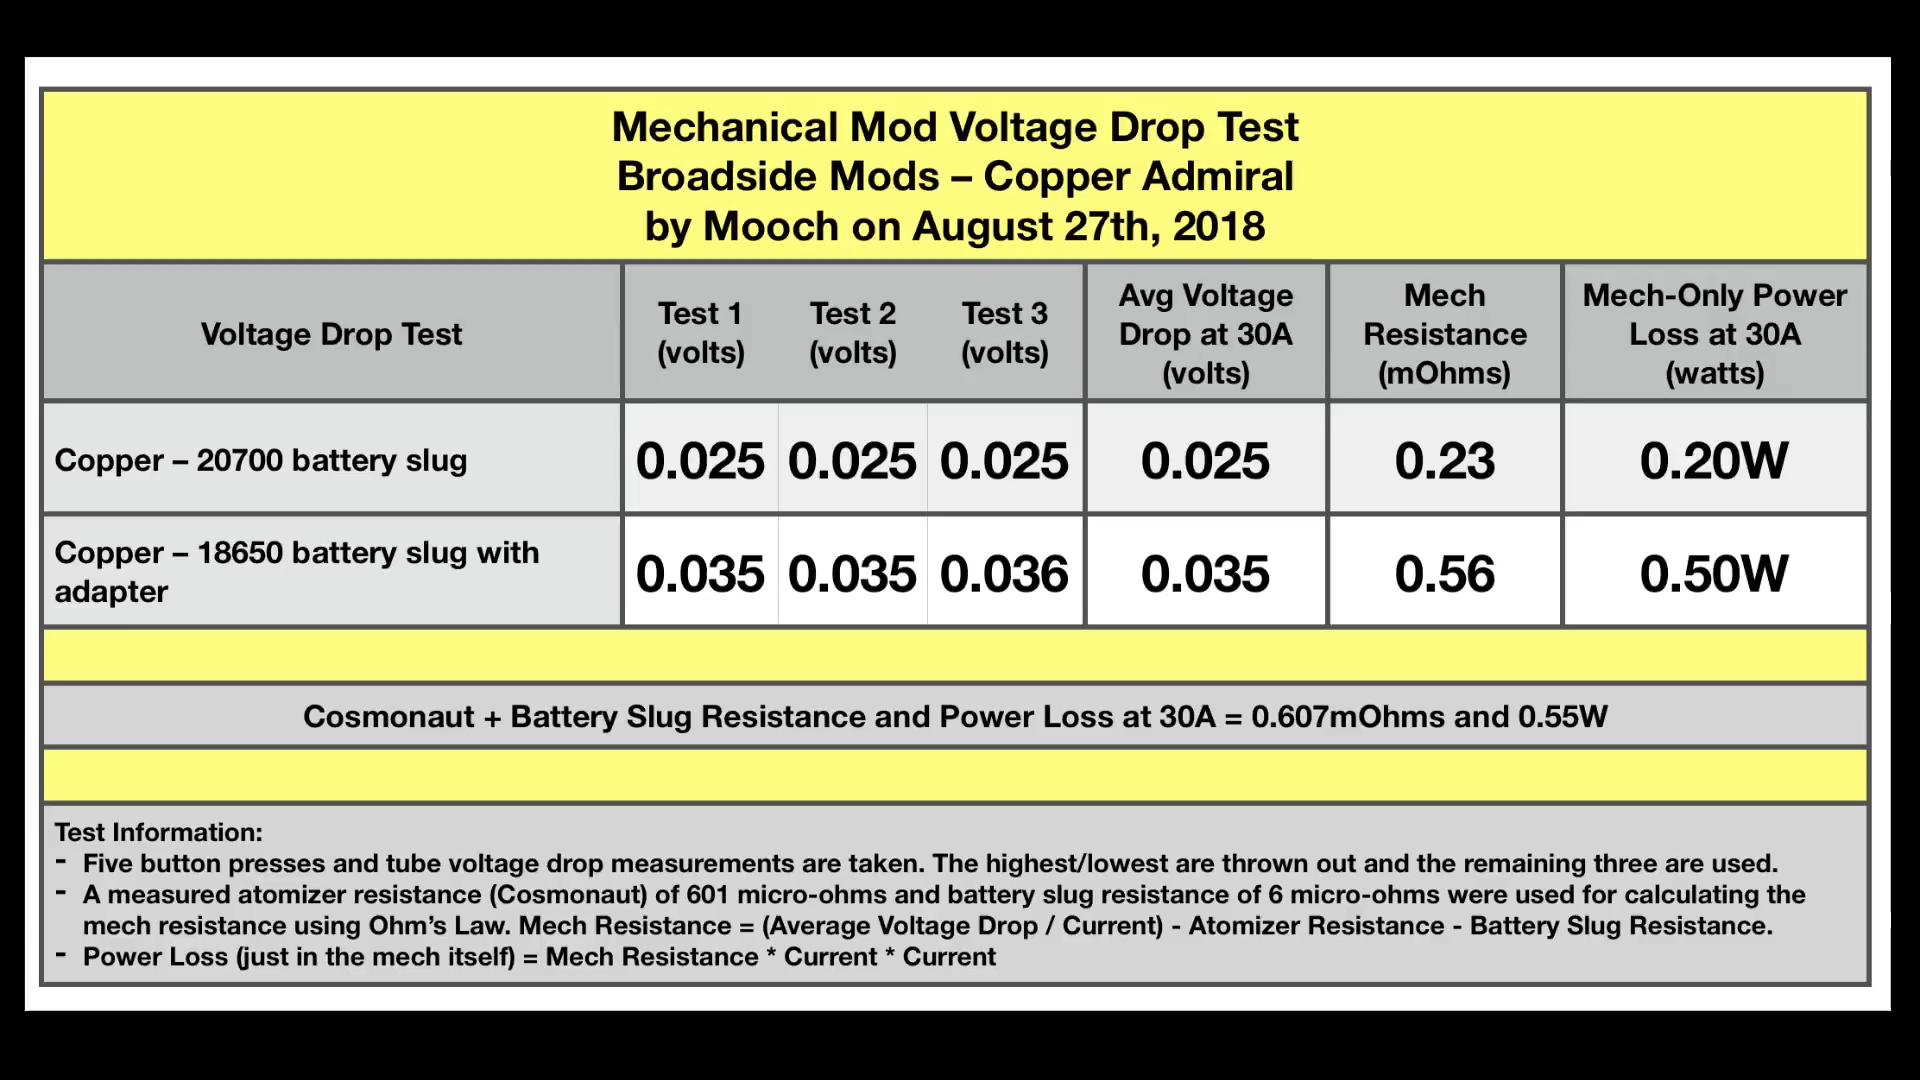 Mechanical Mod Voltage Drop Test
Broadside Mods – Copper Admiral
by Mooch on August 27th, 2018
Voltage Drop Test
Test 1
(volts)
Test 2
(volts)
Test 3
(volts)
Avg Voltage
Drop at 30A
(volts)
Mech
Resistance
(mOhms)
Mech-Only Power
Loss at 30A
(watts)
Copper – 20700 battery slug
0.025
0.025
0.025
0.025
0.23
0.20W
Copper – 18650 battery slug with
adapter
0.035
0.035
0.036
0.035
0.56
0.50W
Cosmonaut + Battery Slug Resistance and Power Loss at 30A = 0.607mOhms and 0.55W
Test Information:
- Five button presses and tube voltage drop measurements are taken. The highest/lowest are thrown out and the remaining three are used.
- A measured atomizer resistance (Cosmonaut) of 601 micro-ohms and battery slug resistance of 6 micro-ohms were used for calculating the
mech resistance using Ohm’s Law. Mech Resistance = (Average Voltage Drop / Current) - Atomizer Resistance - Battery Slug Resistance.
- Power Loss (just in the mech itself) = Mech Resistance * Current * Current